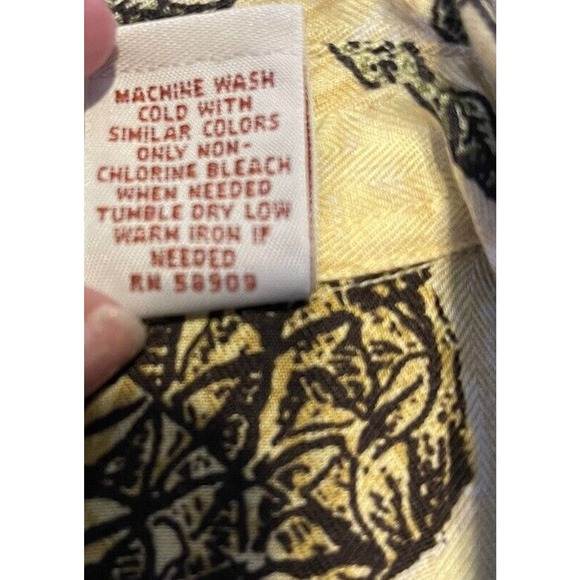 MACHINE WASH
COLD WITH
SIMILAR COLORS
ONLY NON-
CHLORINE BLEACH
WHEN NEEDED
TUMBLE DRY LOW
WARM IRON IF
NEEDED
RN 58909